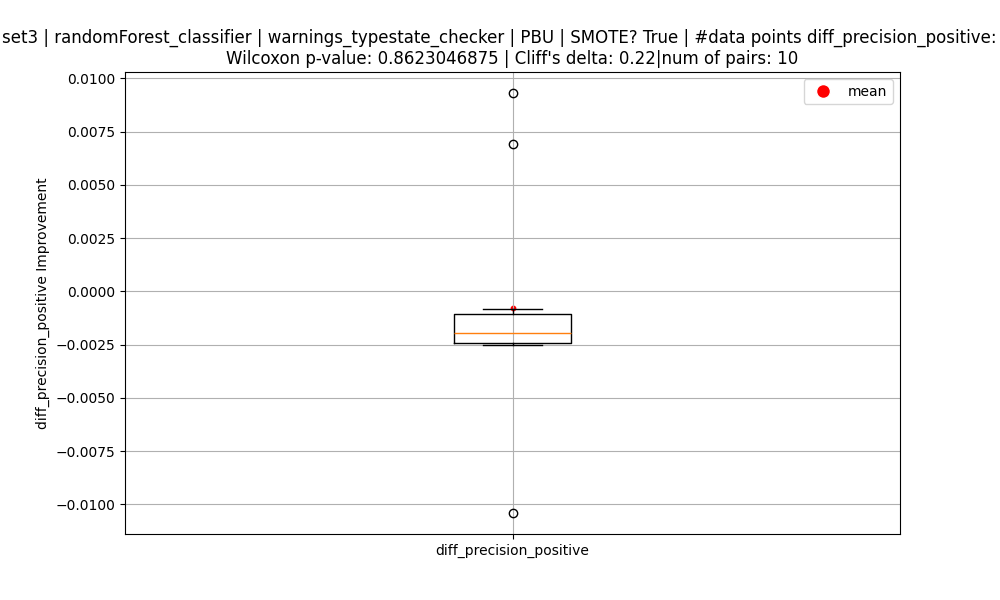 set3 | randomForest_classifier | warnings_typestate_checker | PBU | SMOTE? True | #data points diff_precision_positive:
Wilcoxon p-value: 0.8623046875 | Cliff's delta: 0.22|num of pairs: 10
0.0100
0.0075
0.0050
0.0025
0.0000
−0.0025
−0.0050
−0.0075
−0.0100
diff_precision_positive Improvement
mean
diff_precision_positive